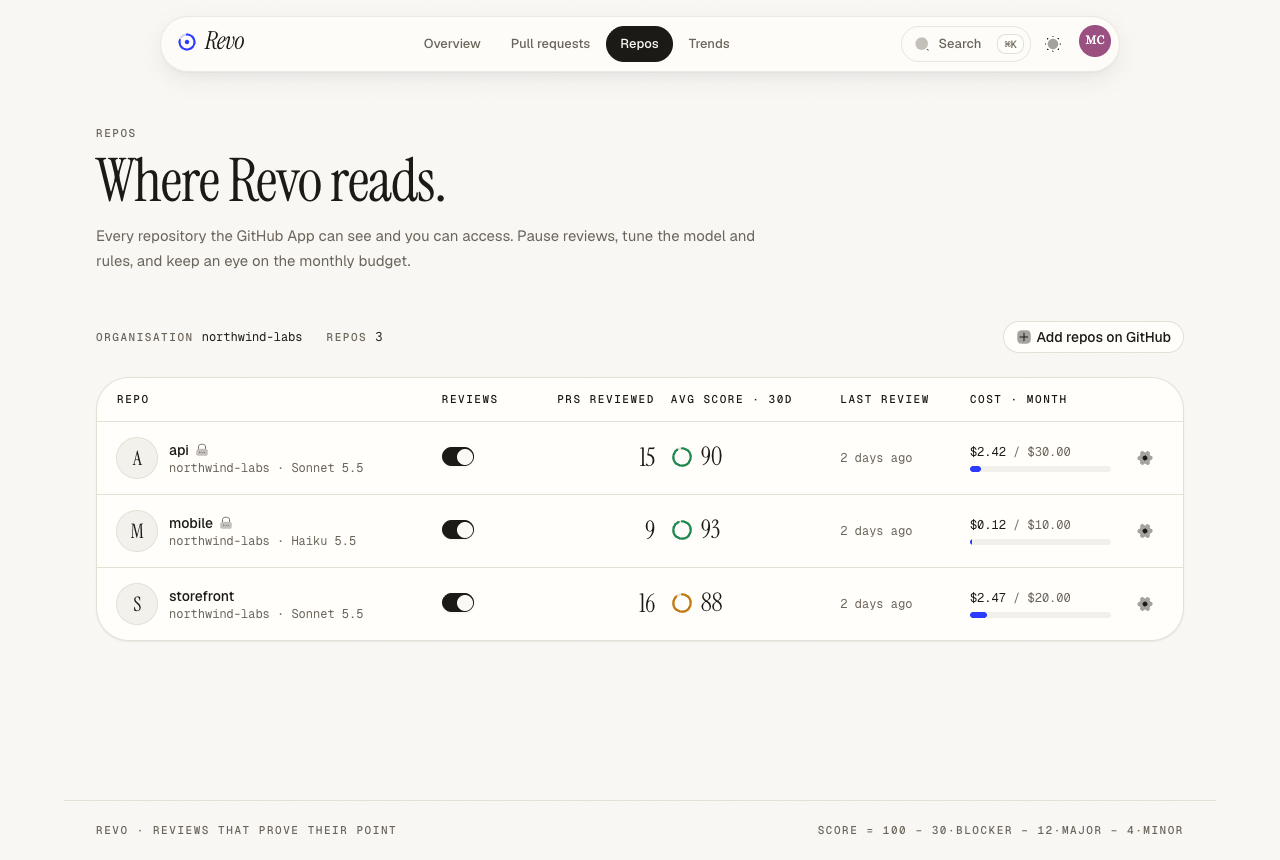 Revo
Overview
Pull requests
Repos
Trends
Search
⌘K
MC
REPOS
Where Revo reads.
Every repository the GitHub App can see and you can access. Pause reviews, tune the model and
rules, and keep an eye on the monthly budget.
ORGANISATION northwind-labs REPOS 3
Add repos on GitHub
REPO REVIEWS PRS REVIEWED AVG SCORE · 30D LAST REVIEW COST · MONTH
A
api
northwind-labs · Sonnet 5.5
15
90
2 days ago
$2.42 / $30.00
M
mobile
northwind-labs · Haiku 5.5
9
93
2 days ago
$0.12 / $10.00
S
storefront
northwind-labs · Sonnet 5.5
16
88
2 days ago
$2.47 / $20.00
REVO · REVIEWS THAT PROVE THEIR POINT
SCORE = 100 − 30·BLOCKER − 12·MAJOR − 4·MINOR